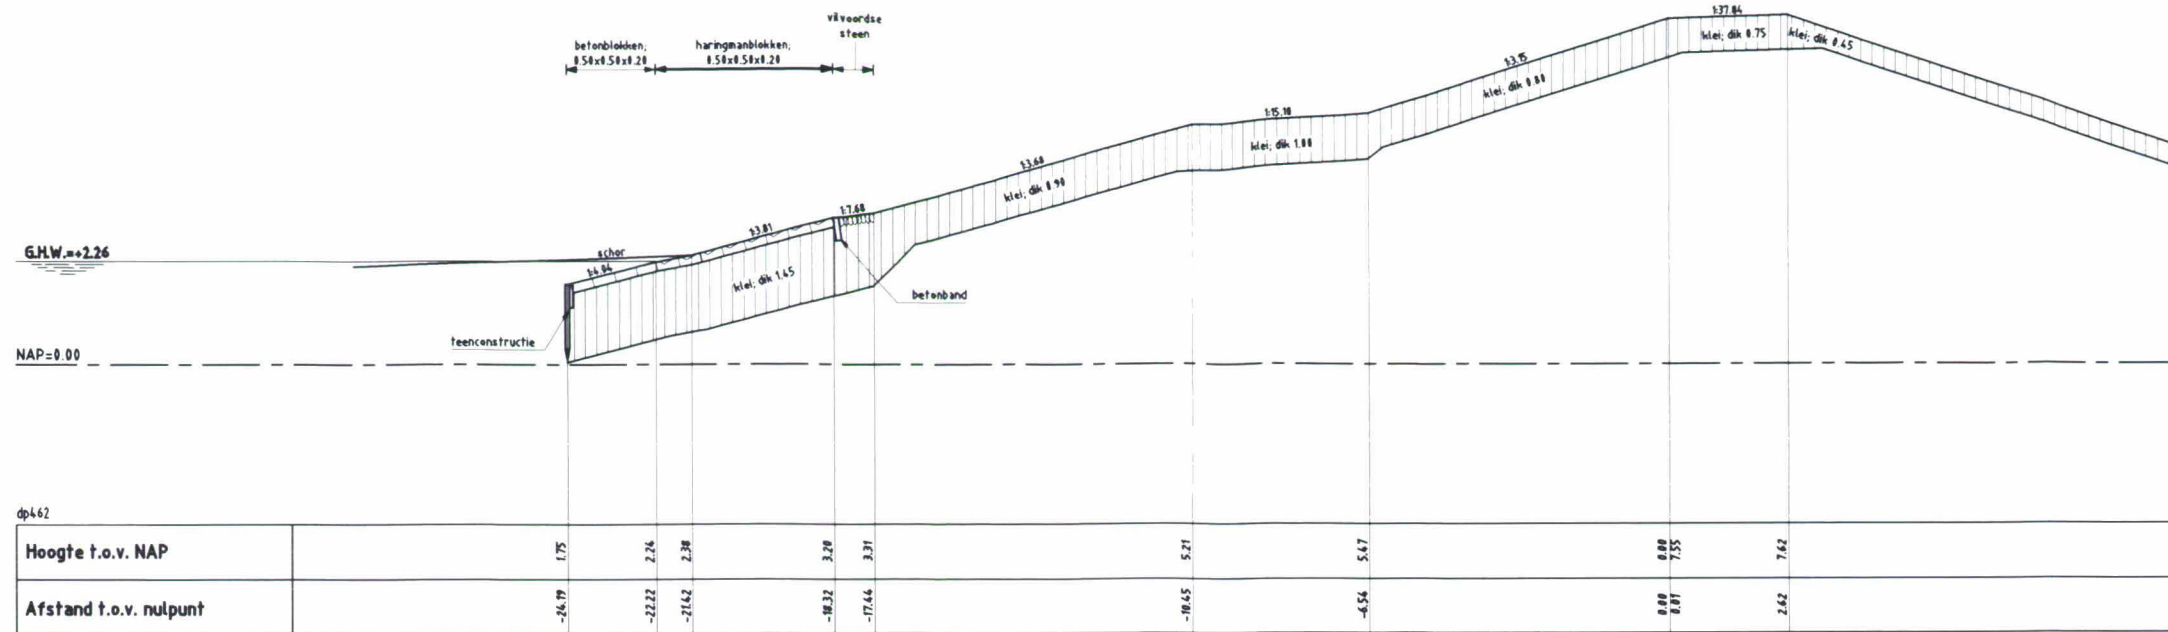 vilvoordse
steen
betonblokken;
0.50x0.50x0.20
haringmanblokken;
0.50x0.50x0.20
1:37.84
klei; dik 0.75
klei; dik 0.45
1:3.15
klei; dik 0.80
1:15.10
klei; dik 1.00
1:3.60
klei; dik 0.90
1:7.68
1:3.81
schor
1:4.04
klei; dik 1.45
G.H.W.=+2.26
betonband
teenconstructie
NAP=0.00
dp462
Hoogte t.o.v. NAP
1.75
2.24
2.38
3.20
3.31
5.21
5.47
0.00
7.55
7.62
Afstand t.o.v. nulpunt
-24.19
-22.22
-21.42
-18.32
-17.44
-10.45
-6.54
0.00
0.01
2.62